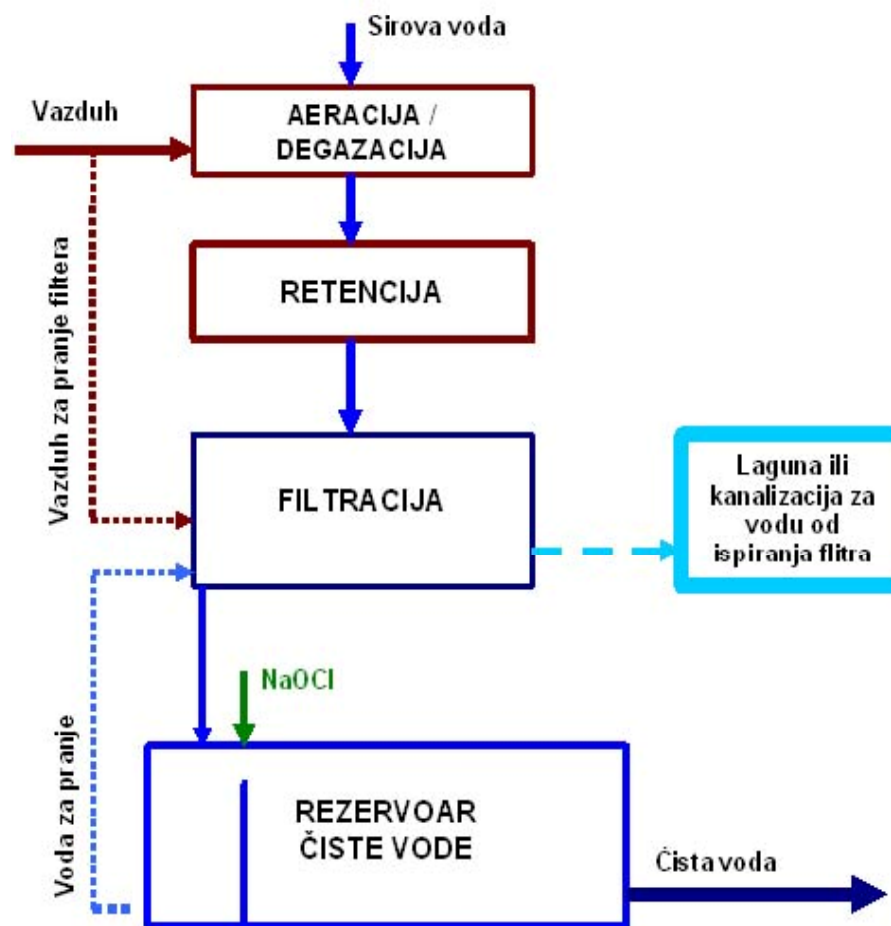 Sirova voda
Vazduh
AERACIJA /
DEGAZACIJA
RETENCIJA
Vazduh za pranje filtera
FILTRACIJA
Laguna ili
kanalizacija za
vodu od
ispiranja flitra
NaOCl
Voda za pranje
REZERVOAR
ČISTE VODE
Čista voda